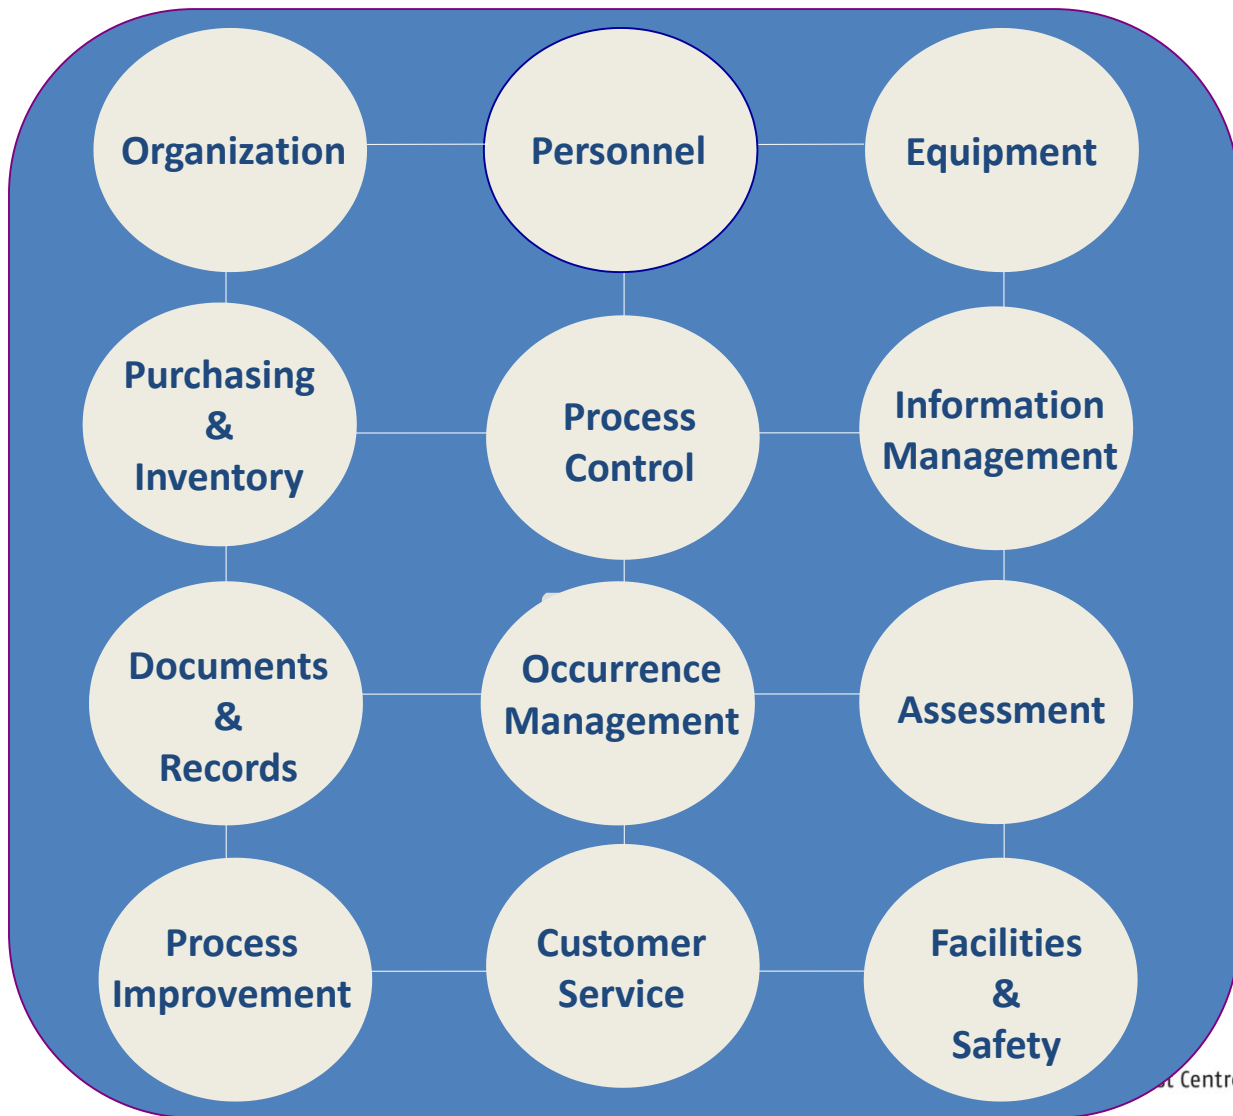 Organization
Personnel
Equipment
Purchasing
&
Inventory
Process
Control
Information
Management
Documents
&
Records
Occurrence
Management
Assessment
Process
Improvement
Customer
Service
Facilities
&
Safety